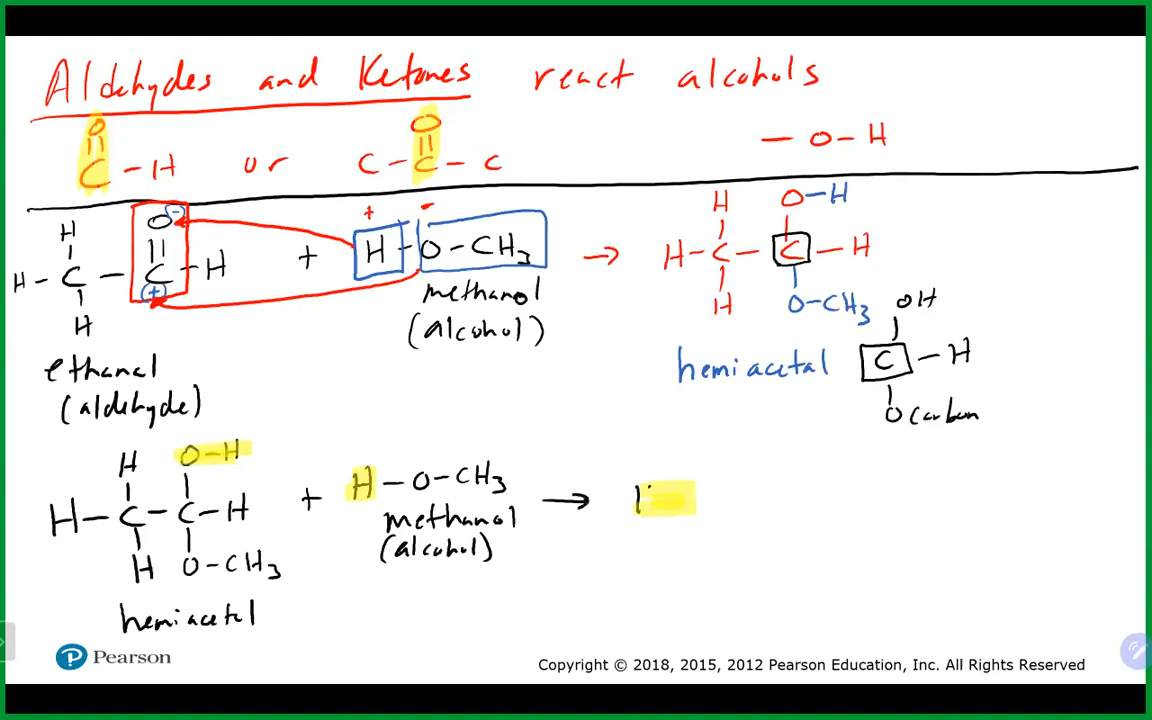 Aldehydes and Ketones react alcohols
O O
C - H or C - C - C — O - H
H O - + - H O - H
H - C - C - H + H - O - CH3 → H - C - C - H
H + methanol H O - CH3 OH
(alcohol) hemiacetal C - H
ethanal O carbon
(aldehyde)
H O - H
H - C - C - H + H - O - CH3 →
H O - CH3 methanol
(alcohol)
hemiacetal
Pearson
Copyright © 2018, 2015, 2012 Pearson Education, Inc. All Rights Reserved